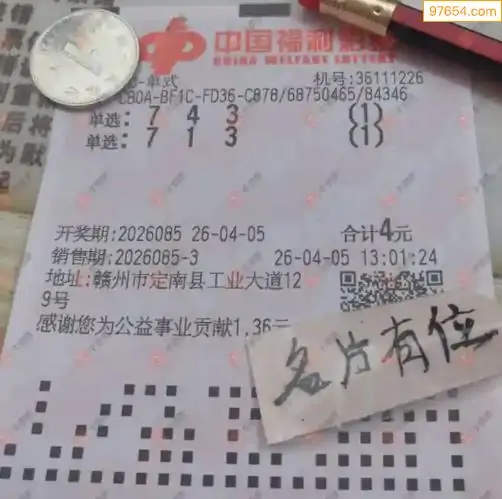 97654.com
中国福利彩票
CHINA WELFARE LOTTERY
-单式 机号:36111226
C80A-BF1C-FD36-C878/68750465/84346
单选: 7 4 3 (1)
单选: 7 1 3 (1)
开奖期:2026085 26-04-05 合计4元
销售期:2026085-3 26-04-05 13:01:24
地址:赣州市定南县工业大道12
9号
感谢您为公益事业贡献1.36元
名片有位